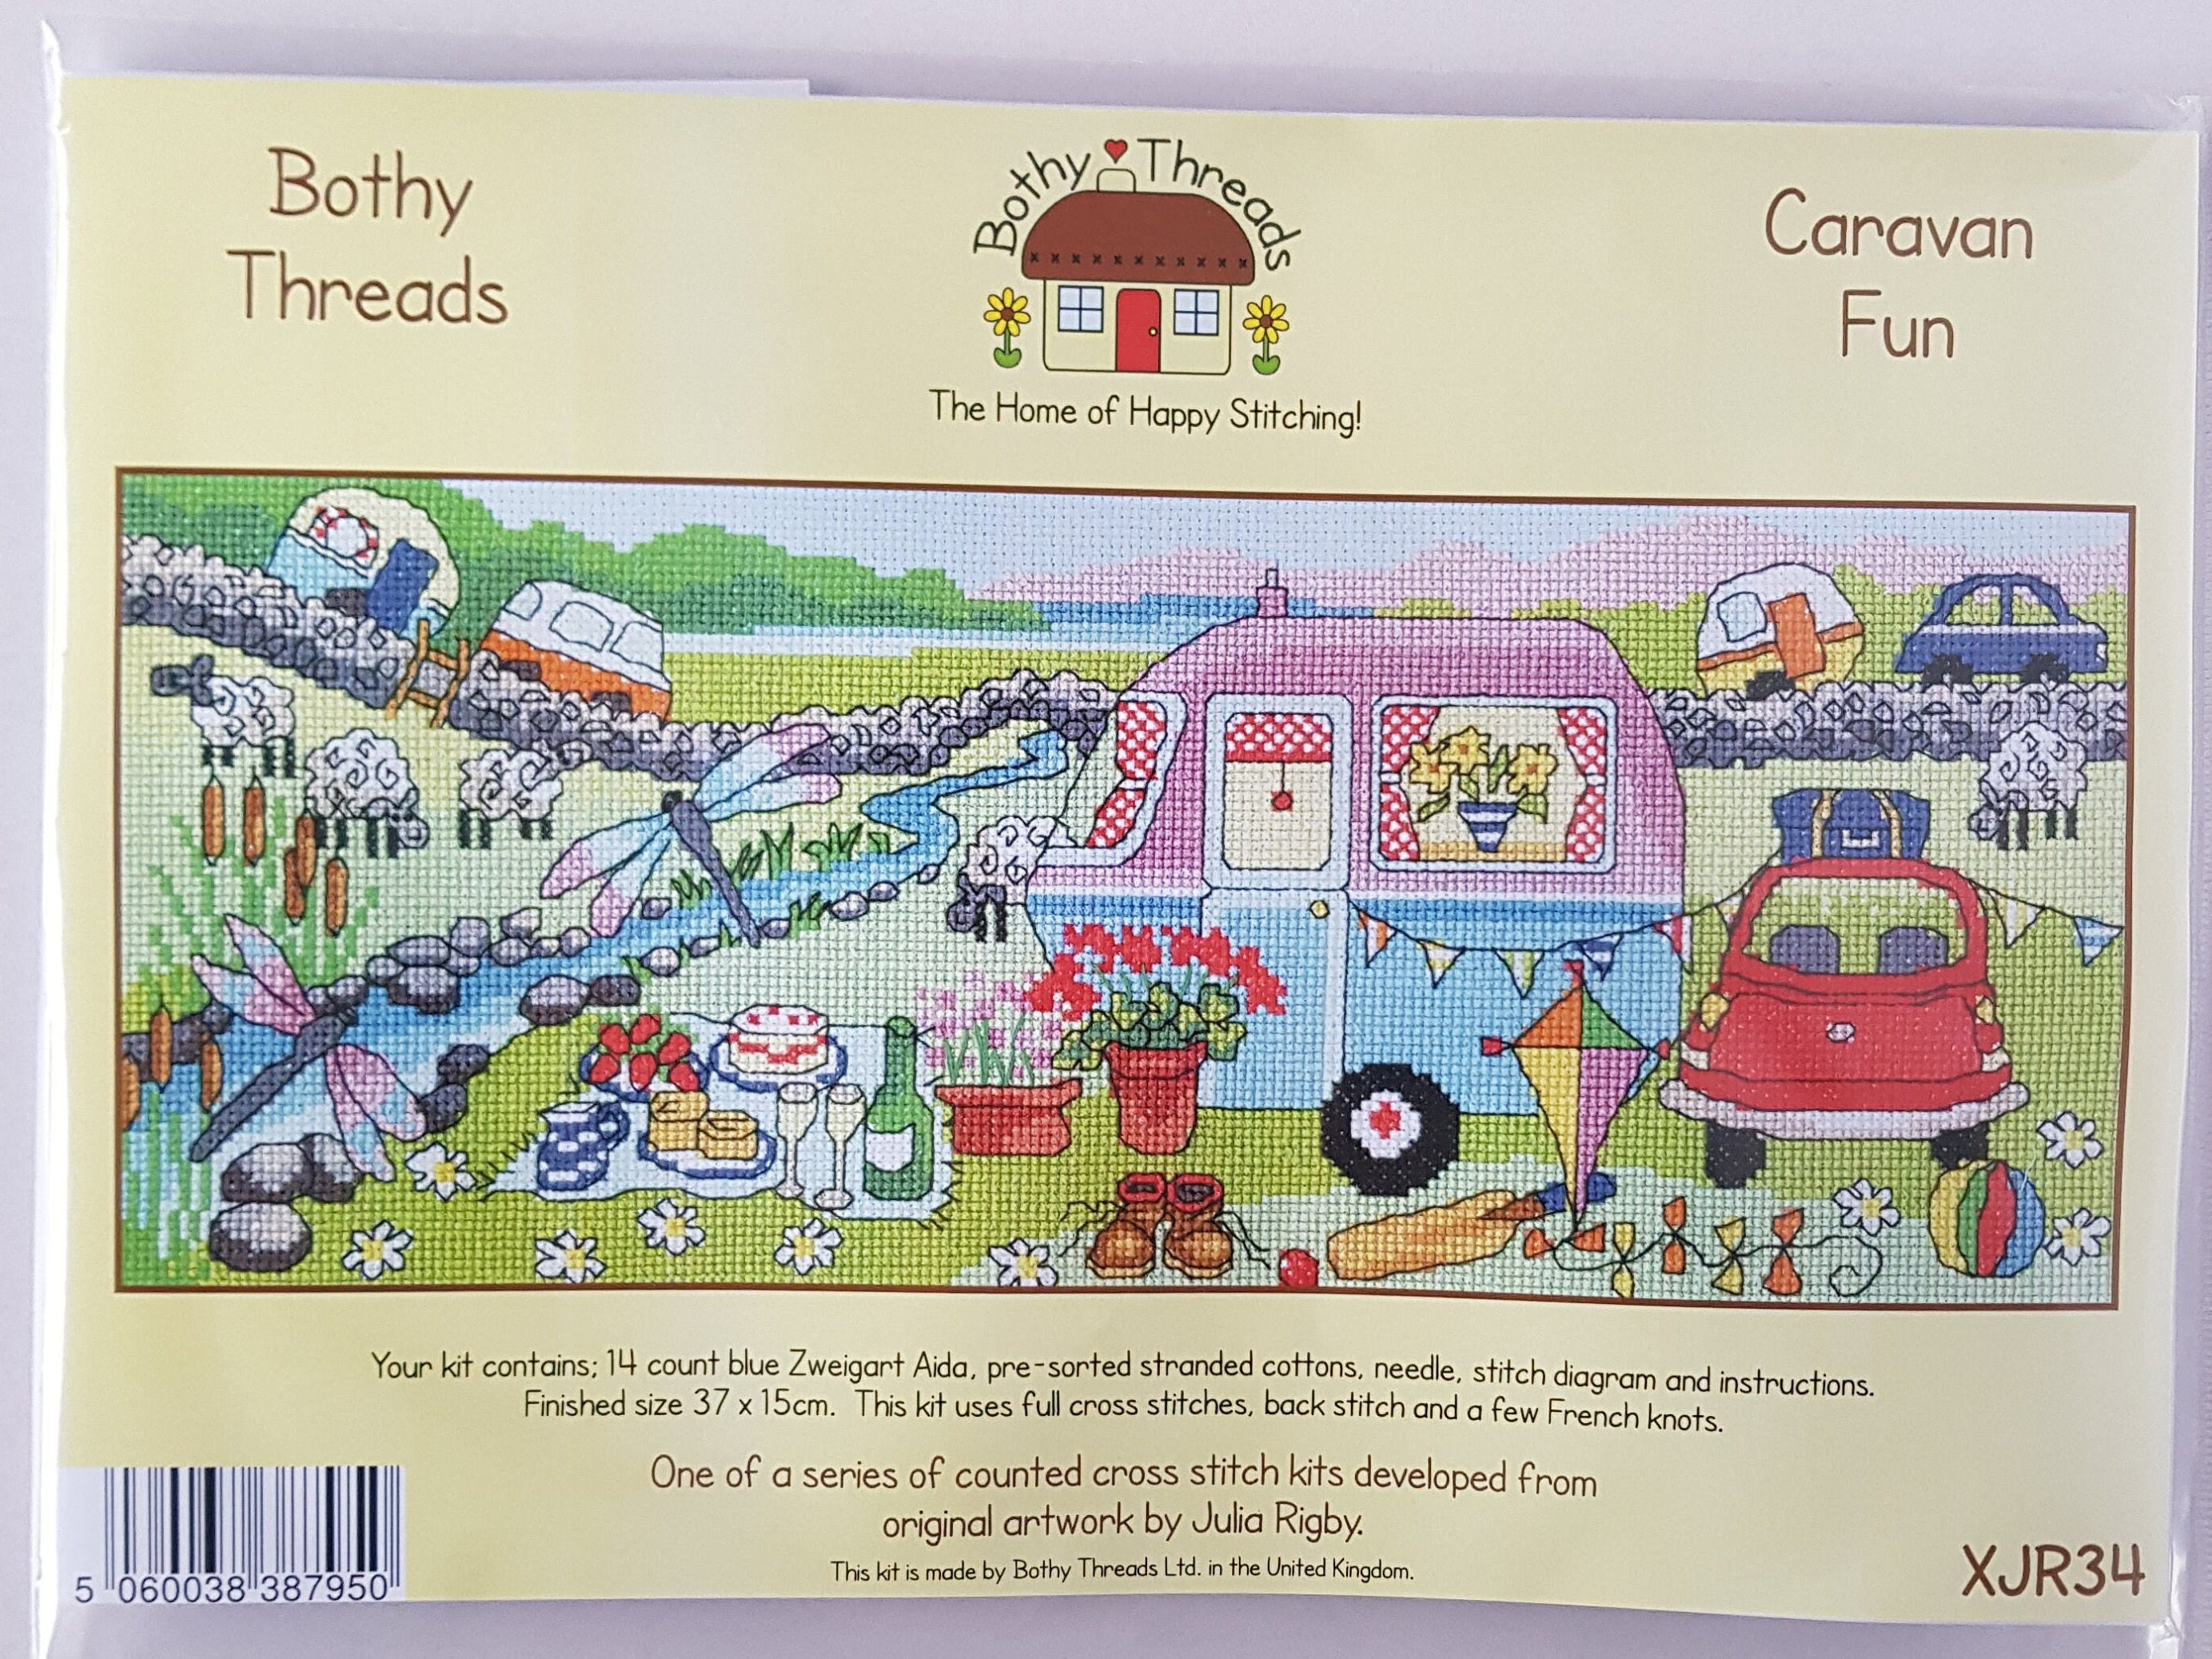 Bothy
Threads
Bothy Threads
The Home of Happy Stitching!
Caravan
Fun
Your kit contains; 14 count blue Zweigart Aida, pre-sorted stranded cottons, needle, stitch diagram and instructions.
Finished size 37 x 15cm. This kit uses full cross stitches, back stitch and a few French knots.
One of a series of counted cross stitch kits developed from
original artwork by Julia Rigby.
This kit is made by Bothy Threads Ltd. in the United Kingdom.
5 060038 387950
XJR34